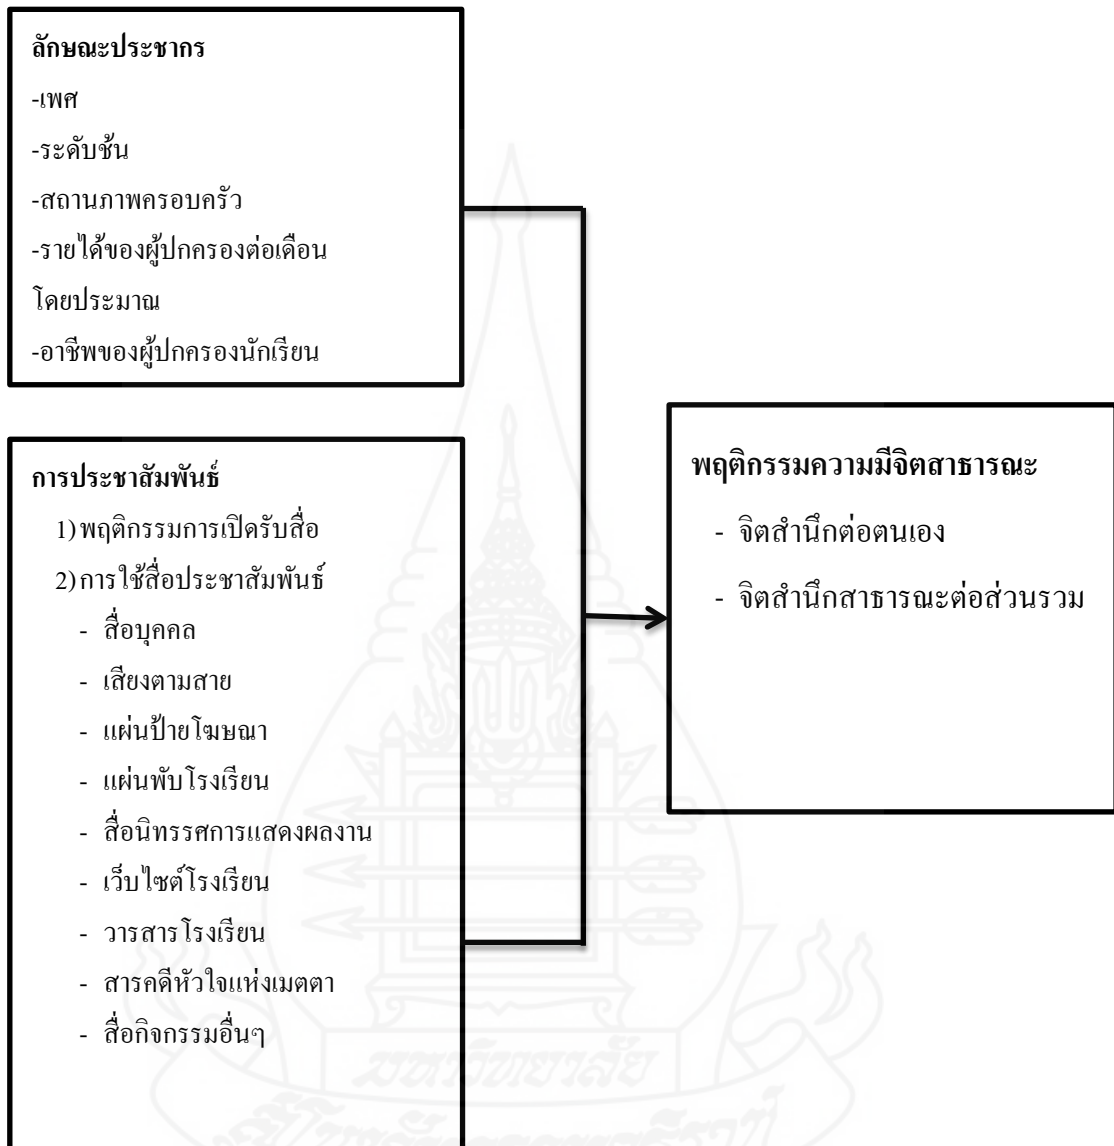 ลักษณะประชากร
-เพศ
-ระดับชั้น
-สถานภาพครอบครัว
-รายได้ของผู้ปกครองต่อเดือน
โดยประมาณ
-อาชีพของผู้ปกครองนักเรียน
การประชาสัมพันธ์
1)พฤติกรรมการเปิดรับสื่อ
2)การใช้สื่อประชาสัมพันธ์
- สื่อบุคคล
- เสียงตามสาย
- แผ่นป้ายโฆษณา
- แผ่นพับโรงเรียน
- สื่อนิทรรศการแสดงผลงาน
- เว็บไซต์โรงเรียน
- วารสารโรงเรียน
- สารคดีหัวใจแห่งเมตตา
- สื่อกิจกรรมอื่นๆ
พฤติกรรมความมีจิตสาธารณะ
- จิตสำนึกต่อตนเอง
- จิตสำนึกสาธารณะต่อส่วนรวม
มหาวิทยาลัย